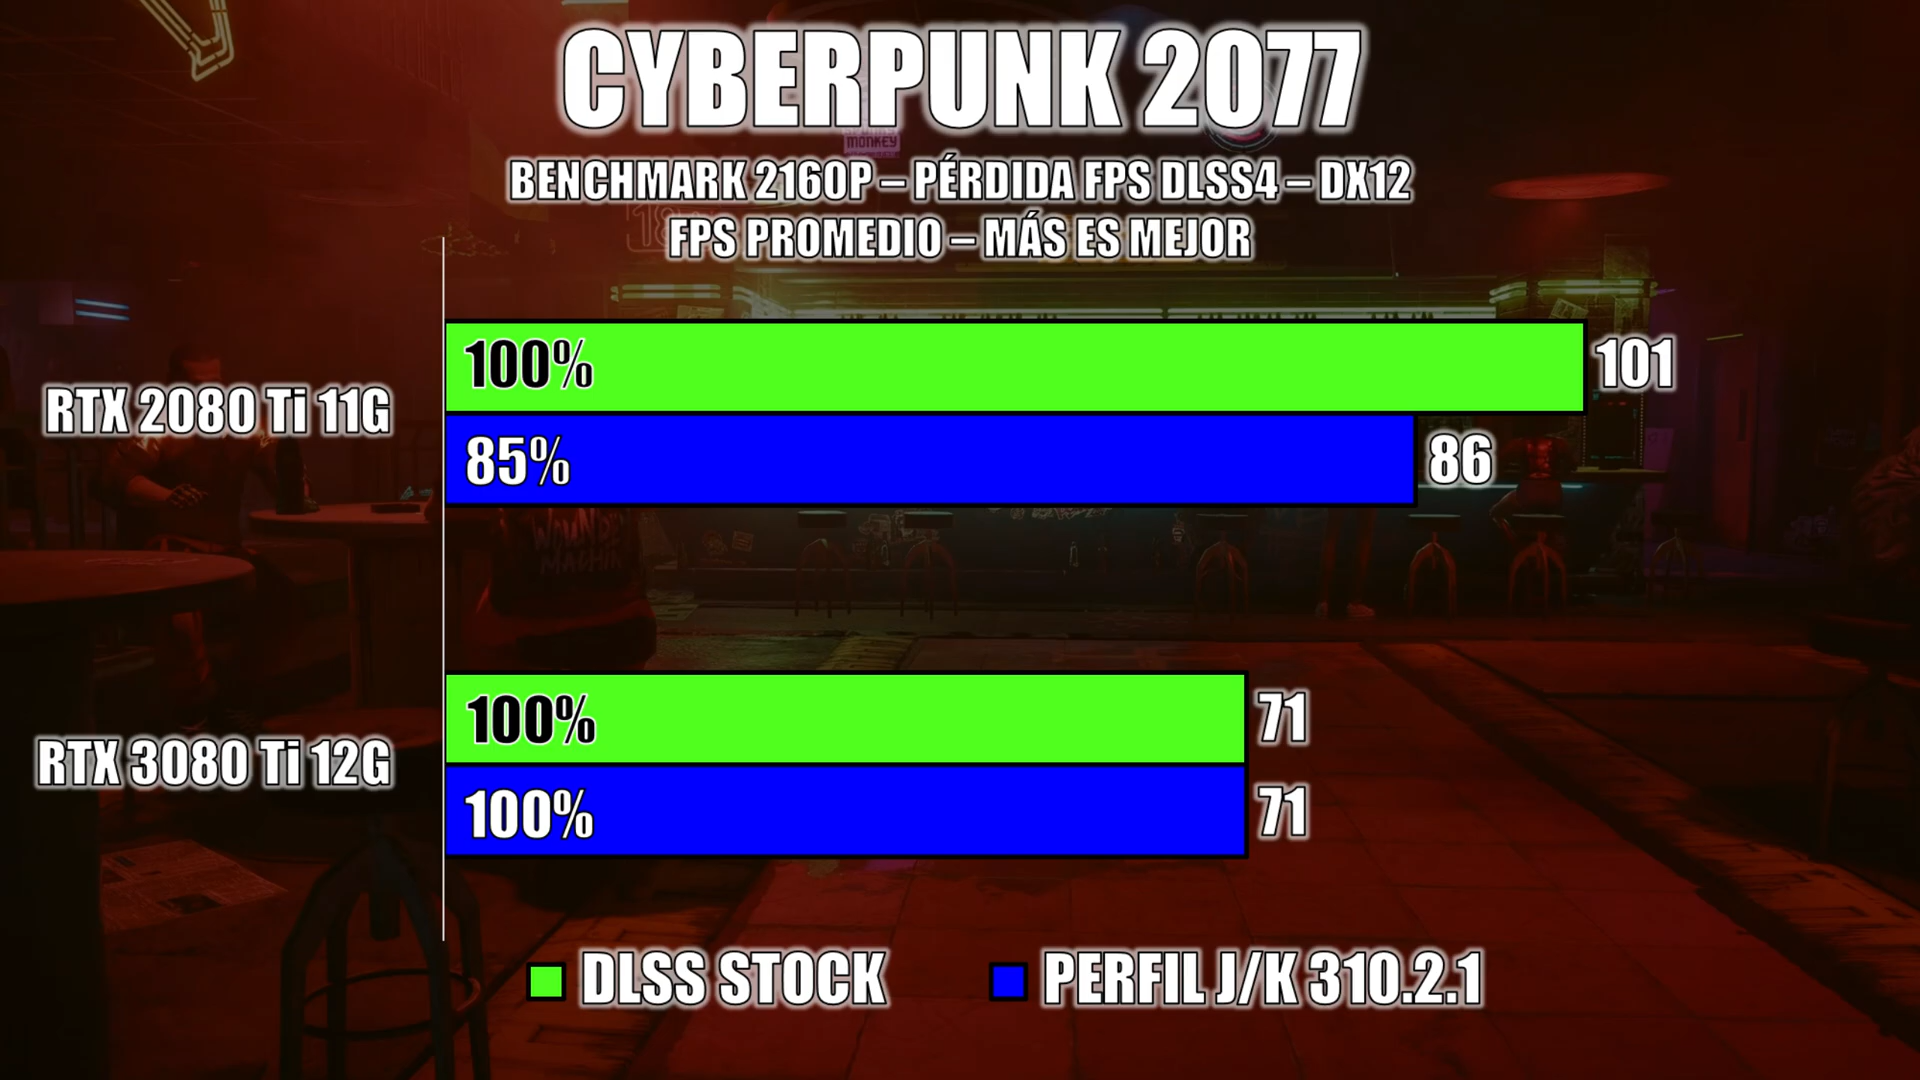 CYBERPUNK 2077
BENCHMARK 2160P – PÉRDIDA FPS DLSS4 – DX12
FPS PROMEDIO – MÁS ES MEJOR
RTX 2080 Ti 11G
100%
101
85%
86
RTX 3080 Ti 12G
100%
71
100%
71
DLSS STOCK
PERFIL J/K 310.2.1
MONKEY